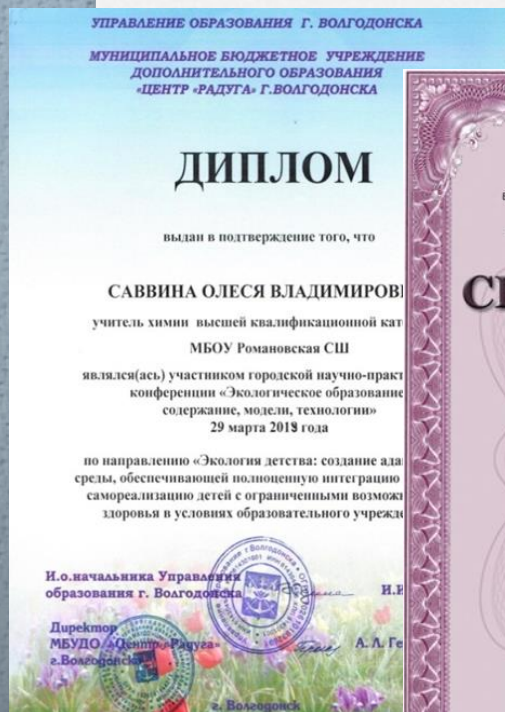 УПРАВЛЕНИЕ ОБРАЗОВАНИЯ Г. ВОЛГОДОНСКА
МУНИЦИПАЛЬНОЕ БЮДЖЕТНОЕ УЧРЕЖДЕНИЕ
ДОПОЛНИТЕЛЬНОГО ОБРАЗОВАНИЯ
«ЦЕНТР «РАДУГА» Г.ВОЛГОДОНСКА
ДИПЛОМ
выдан в подтверждение того, что
САВВИНА ОЛЕСЯ ВЛАДИМИРОВ
учитель химии высшей квалификационной кат
МБОУ Романовская СШ
являлся(ась) участником городской научно-практ
конференции «Экологическое образование
содержание, модели, технологии»
29 марта 2018 года
по направлению «Экология детства: создание ада
среды, обеспечивающей полноценную интеграцию
самореализацию детей с ограниченными возмож
здоровья в условиях образовательного учрежде
И.о.начальника Управления
образования г. Волгодонска И.И
Директор
МБУДО «Центр «Радуга» А. Л. Ге
г.Волгодонска
г. Волгодонск